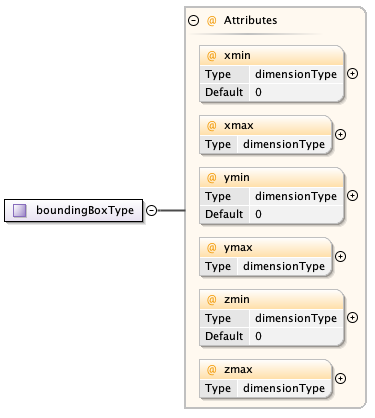 boundingBoxType
@ Attributes
@ xmin
Type dimensionType
Default 0
@ xmax
Type dimensionType
@ ymin
Type dimensionType
Default 0
@ ymax
Type dimensionType
@ zmin
Type dimensionType
Default 0
@ zmax
Type dimensionType